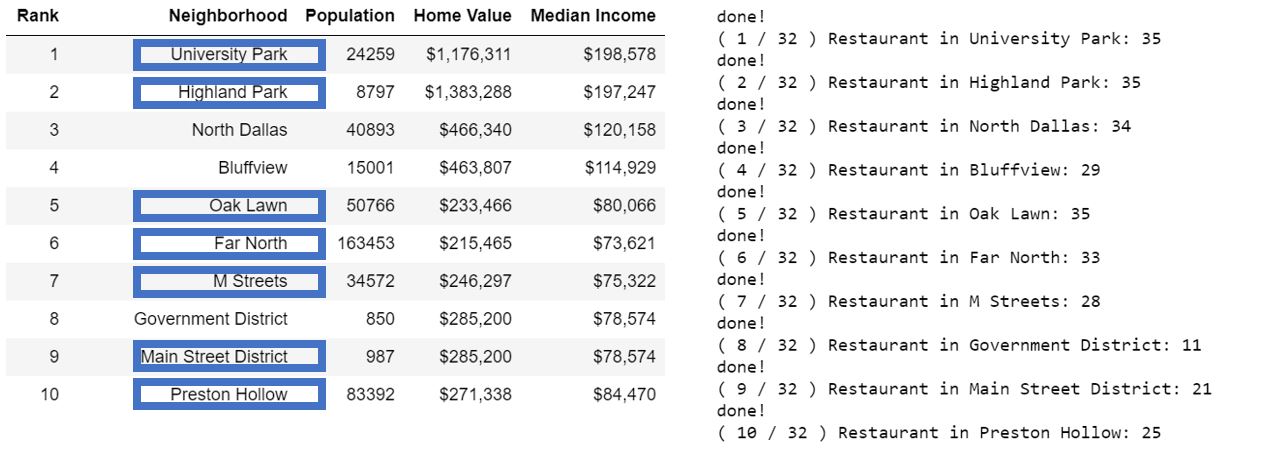 Rank Neighborhood Population Home Value Median Income
1 University Park 24259 $1,176,311 $198,578
2 Highland Park 8797 $1,383,288 $197,247
3 North Dallas 40893 $466,340 $120,158
4 Bluffview 15001 $463,807 $114,929
5 Oak Lawn 50766 $233,466 $80,066
6 Far North 163453 $215,465 $73,621
7 M Streets 34572 $246,297 $75,322
8 Government District 850 $285,200 $78,574
9 Main Street District 987 $285,200 $78,574
10 Preston Hollow 83392 $271,338 $84,470
done!
( 1 / 32 ) Restaurant in University Park: 35
done!
( 2 / 32 ) Restaurant in Highland Park: 35
done!
( 3 / 32 ) Restaurant in North Dallas: 34
done!
( 4 / 32 ) Restaurant in Bluffview: 29
done!
( 5 / 32 ) Restaurant in Oak Lawn: 35
done!
( 6 / 32 ) Restaurant in Far North: 33
done!
( 7 / 32 ) Restaurant in M Streets: 28
done!
( 8 / 32 ) Restaurant in Government District: 11
done!
( 9 / 32 ) Restaurant in Main Street District: 21
done!
( 10 / 32 ) Restaurant in Preston Hollow: 25